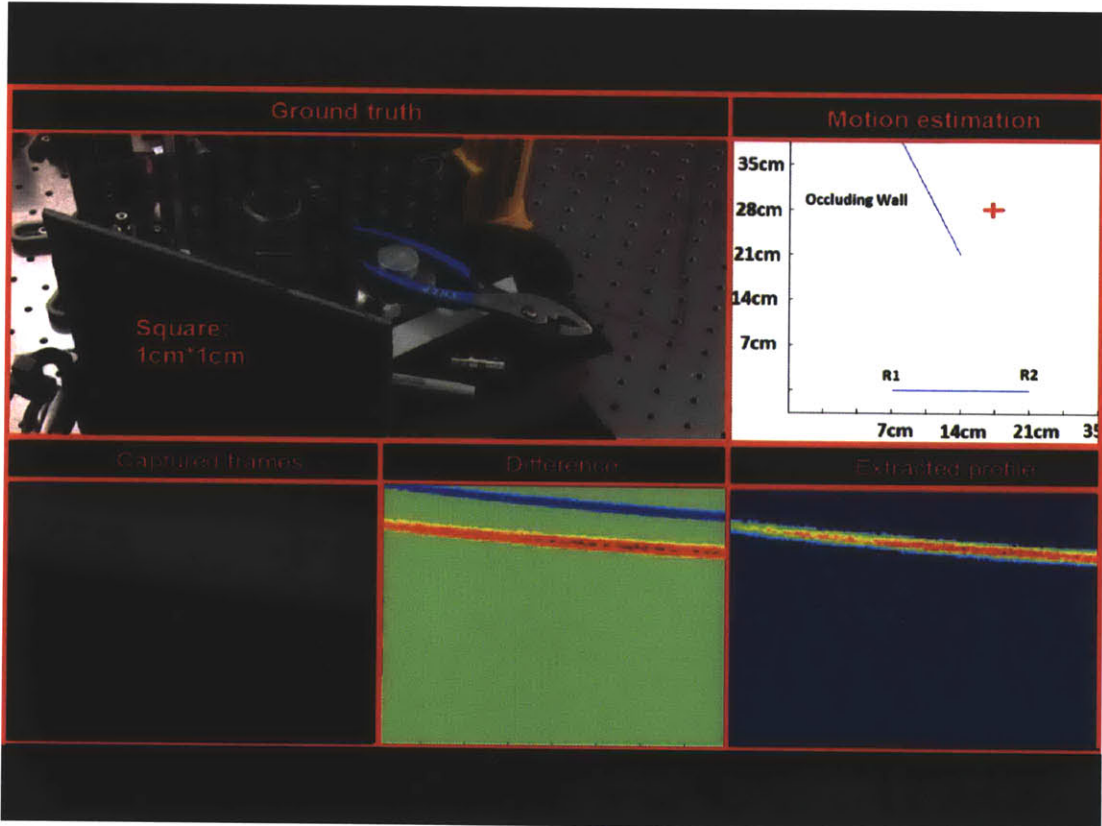 Ground truth
Motion estimation
35cm
Occluding Wall
28cm
21cm
14cm
7cm
R1 R2
7cm 14cm 21cm 35
Square:
1cm*1cm
Captured frames
Difference
Extracted profile